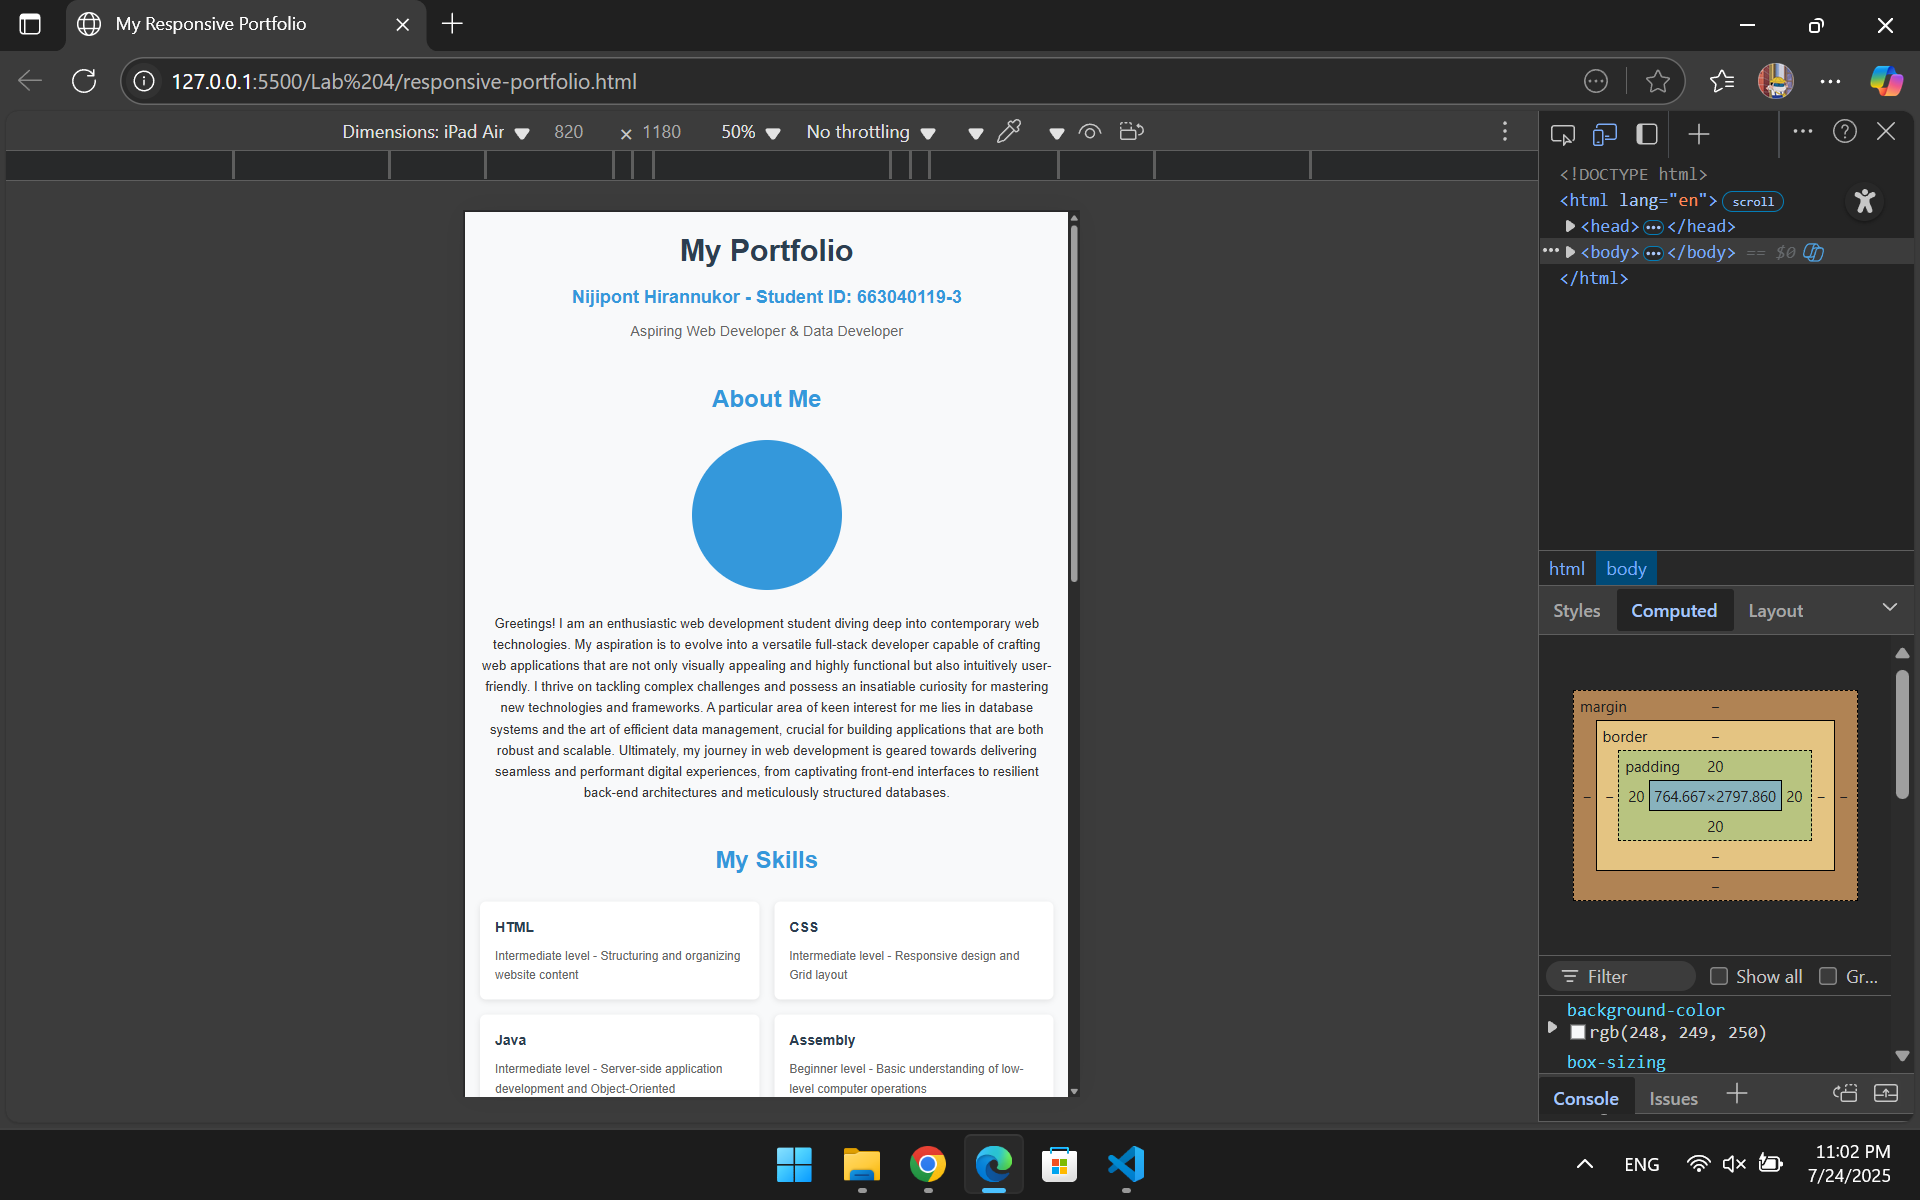 My Responsive Portfolio
127.0.0.1:5500/Lab%204/responsive-portfolio.html
Dimensions: iPad Air 820 × 1180 50% No throttling
My Portfolio
Nijipont Hirannukor - Student ID: 663040119-3
Aspiring Web Developer & Data Developer
About Me
Greetings! I am an enthusiastic web development student diving deep into contemporary web
technologies. My aspiration is to evolve into a versatile full-stack developer capable of crafting
web applications that are not only visually appealing and highly functional but also intuitively user-
friendly. I thrive on tackling complex challenges and possess an insatiable curiosity for mastering
new technologies and frameworks. A particular area of keen interest for me lies in database
systems and the art of efficient data management, crucial for building applications that are both
robust and scalable. Ultimately, my journey in web development is geared towards delivering
seamless and performant digital experiences, from captivating front-end interfaces to resilient
back-end architectures and meticulously structured databases.
My Skills
HTML
Intermediate level - Structuring and organizing
website content
CSS
Intermediate level - Responsive design and
Grid layout
Java
Intermediate level - Server-side application
development and Object-Oriented
Assembly
Beginner level - Basic understanding of low-
level computer operations
<!DOCTYPE html>
<html lang="en"> scroll
<head> ••• </head>
••• <body> ••• </body> == $0
</html>
html body
Styles Computed Layout
margin –
border –
padding 20
– – 20 764.667×2797.860 20 – –
20
–
–
Filter Show all Gr...
background-color
rgb(248, 249, 250)
box-sizing
Console Issues
ENG
11:02 PM
7/24/2025